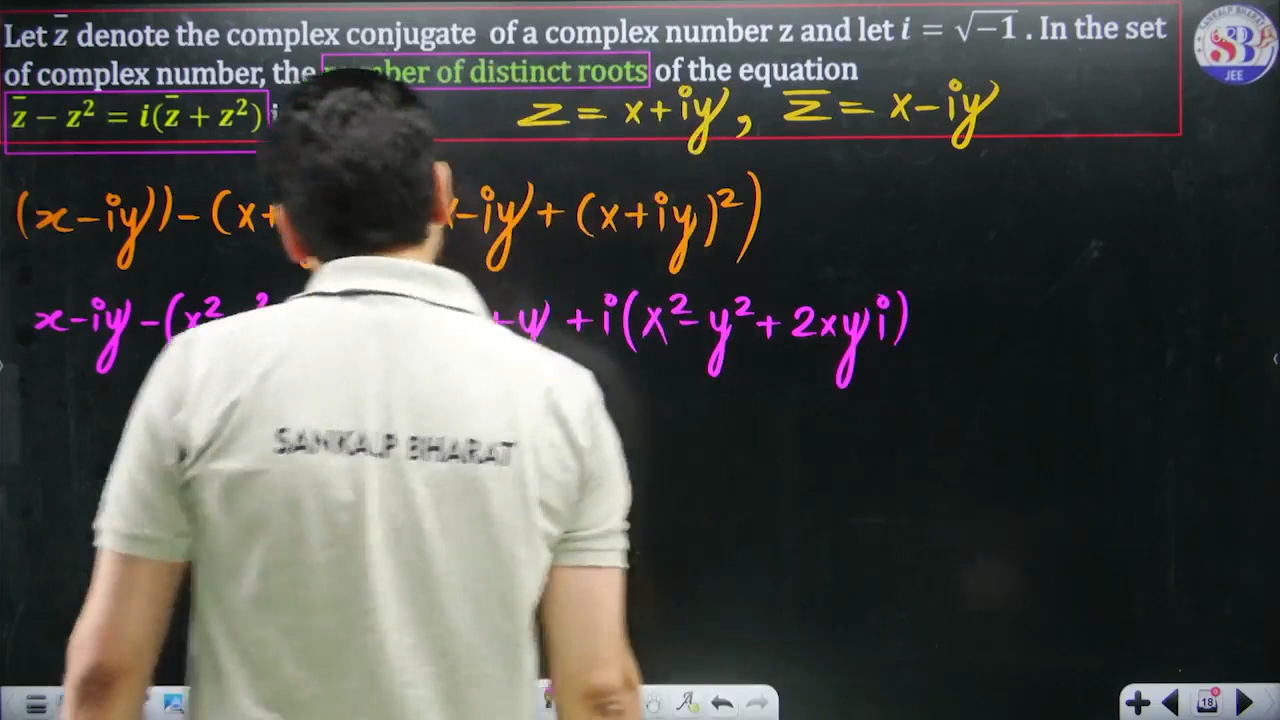 Let z̅ denote the complex conjugate of a complex number z and let i = √−1 . In the set
of complex number, the number of distinct roots of the equation
z̅ − z² = i(z̅ + z²) i
z = x+iy, z̅ = x−iy
(x−iy))−(x+ −iy)+(x+iy)²)
x−iy−(x² y) +i(x²−y²+2xyi)
SANKALP BHARAT
SB
JEE
18